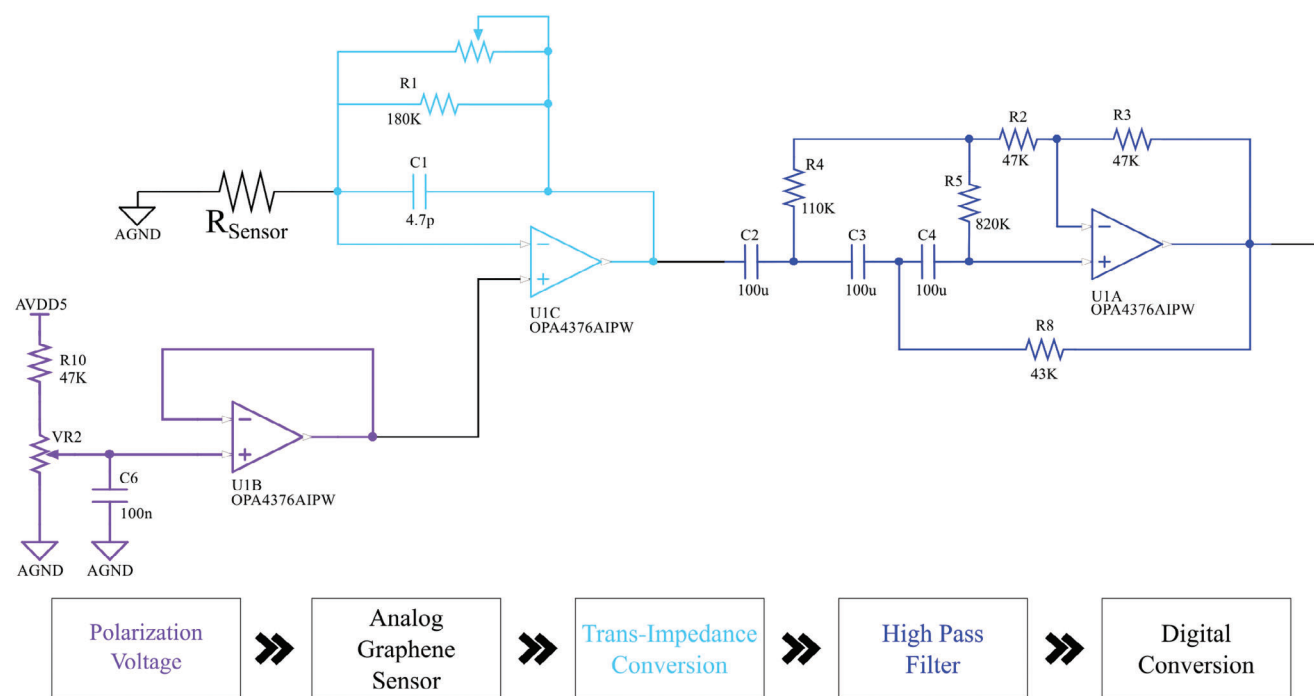 R1
180K
C1
4.7p
AGND
RSensor
U1C
OPA4376AIPW
R2
47K
R3
47K
R4
110K
R5
820K
C2
100u
C3
100u
C4
100u
U1A
OPA4376AIPW
R8
43K
AVDD5
R10
47K
VR2
C6
100n
U1B
OPA4376AIPW
AGND
AGND
Polarization
Voltage
Analog
Graphene
Sensor
Trans-Impedance
Conversion
High Pass
Filter
Digital
Conversion